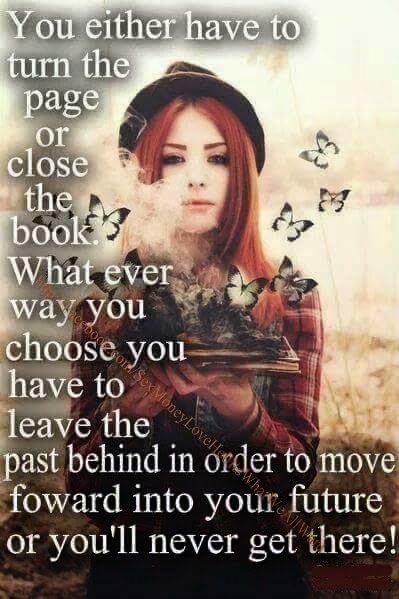 You either have to
turn the
page
or
close
the
book.
What ever
way you
choose you
have to
leave the
past behind in order to move
foward into your future
or you'll never get there!